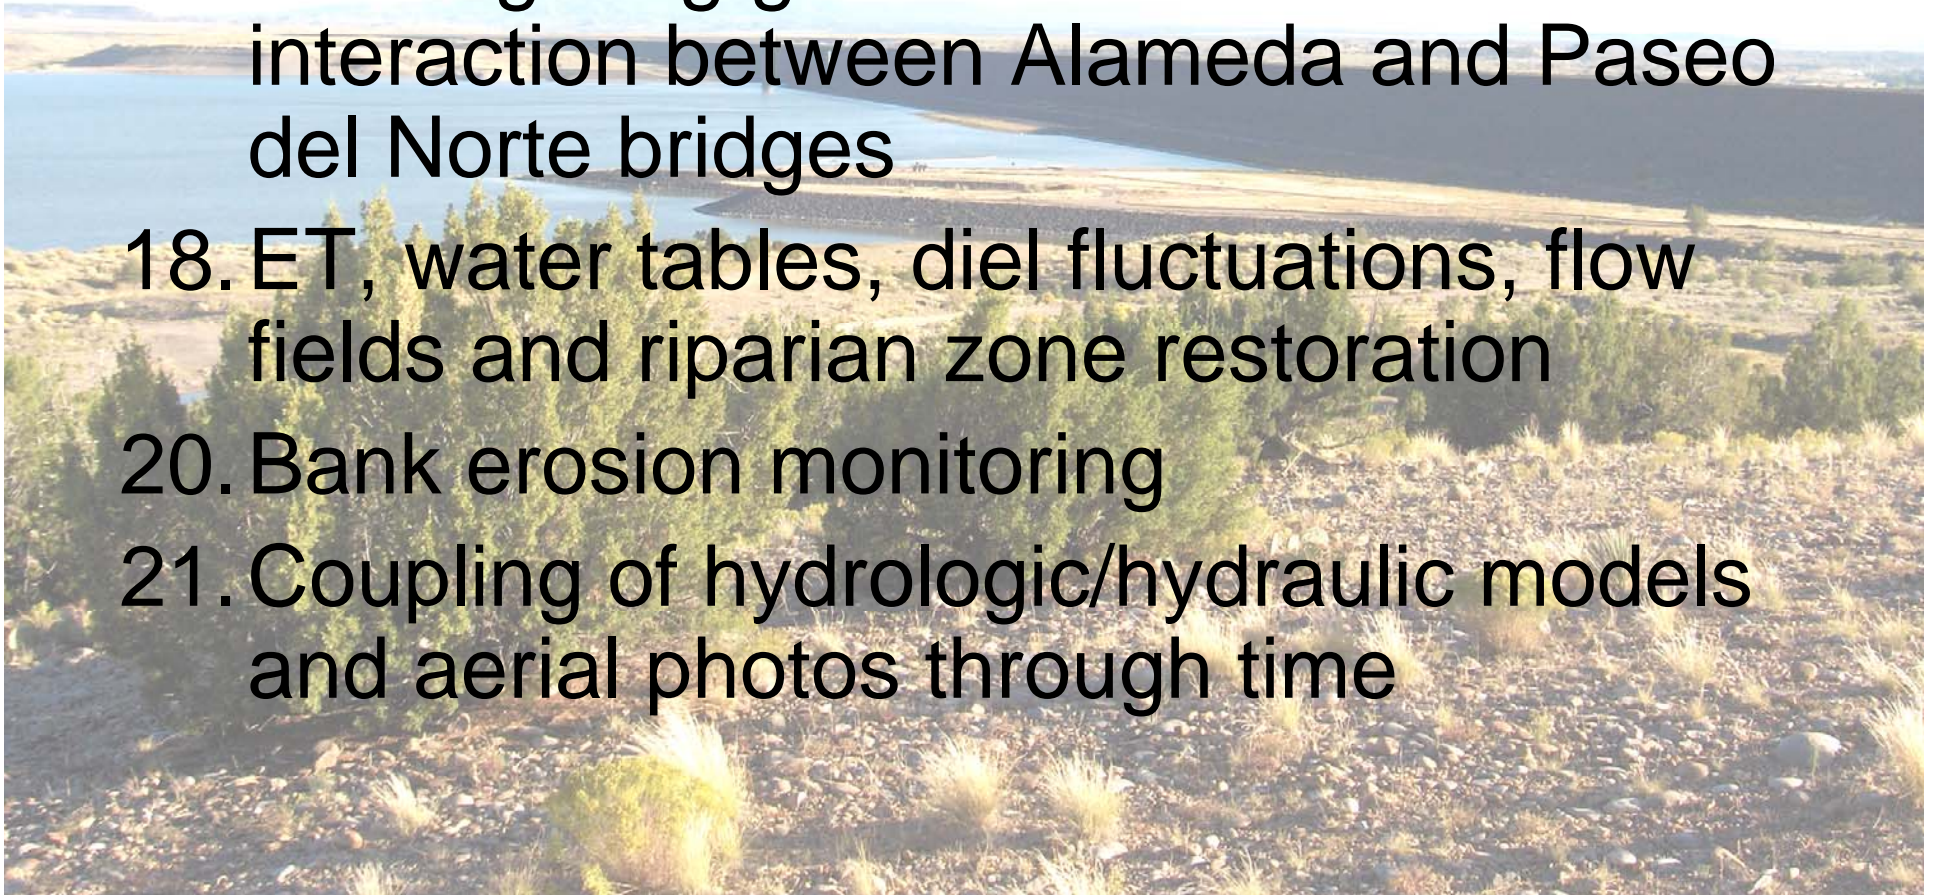 interaction between Alameda and Paseo
del Norte bridges
18. ET, water tables, diel fluctuations, flow
fields and riparian zone restoration
20. Bank erosion monitoring
21. Coupling of hydrologic/hydraulic models
and aerial photos through time